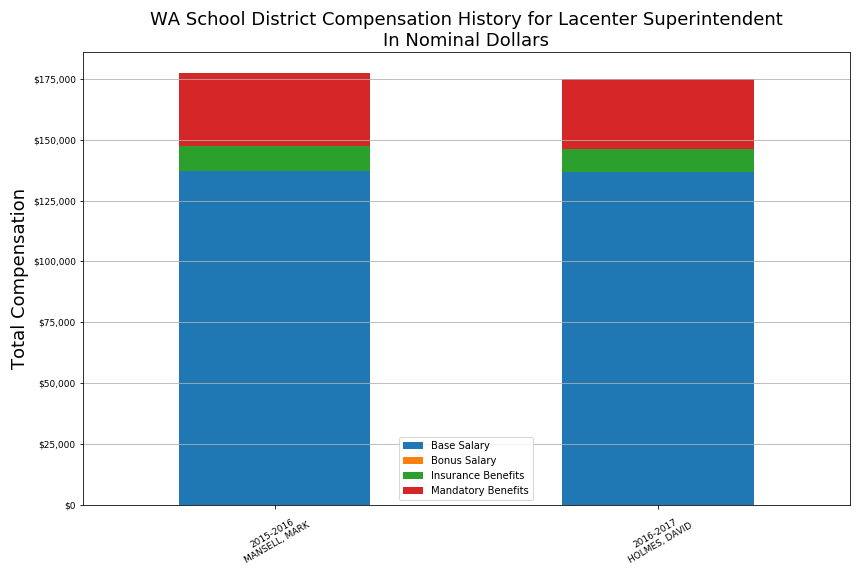 WA School District Compensation History for Lacenter Superintendent
In Nominal Dollars
Total Compensation
$175,000
$150,000
$125,000
$100,000
$75,000
$50,000
$25,000
$0
Base Salary
Bonus Salary
Insurance Benefits
Mandatory Benefits
2015-2016
MANSELL, MARK
2016-2017
HOLMES, DAVID